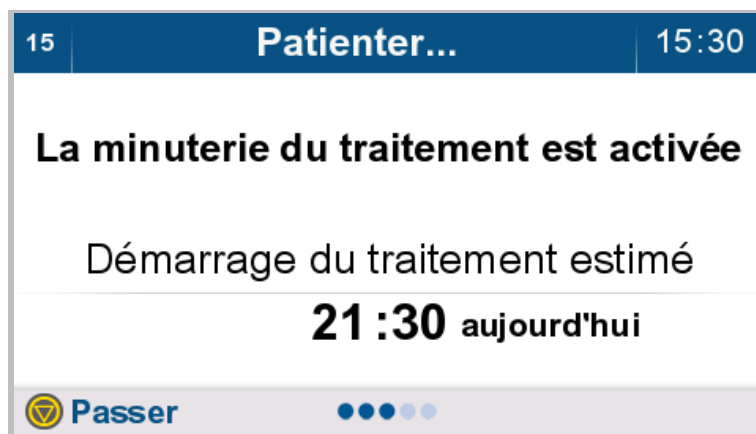 15 Patienter... 15:30
La minuterie du traitement est activée
Démarrage du traitement estimé
21:30 aujourd'hui
Passer